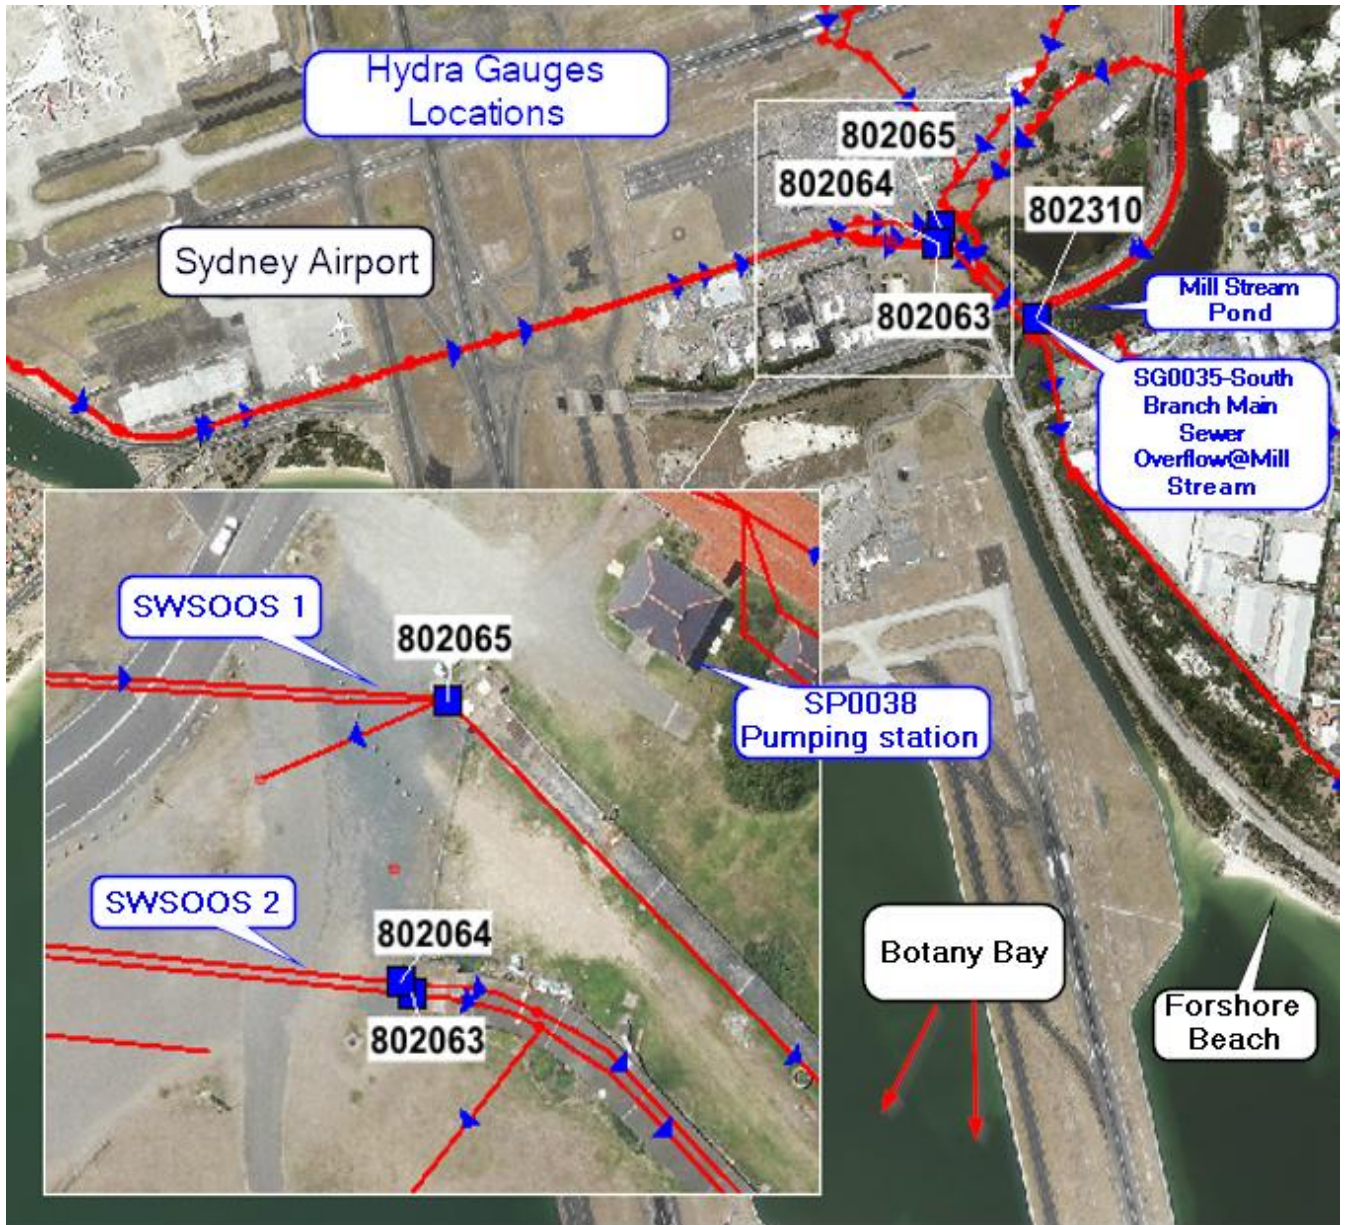 Hydra Gauges
Locations
802065
802064
802310
Sydney Airport
802063
Mill Stream
Pond
SG0035-South
Branch Main
Sewer
Overflow@Mill
Stream
SWSOOS 1
802065
SP0038
Pumping station
SWSOOS 2
802064
802063
Botany Bay
Forshore
Beach